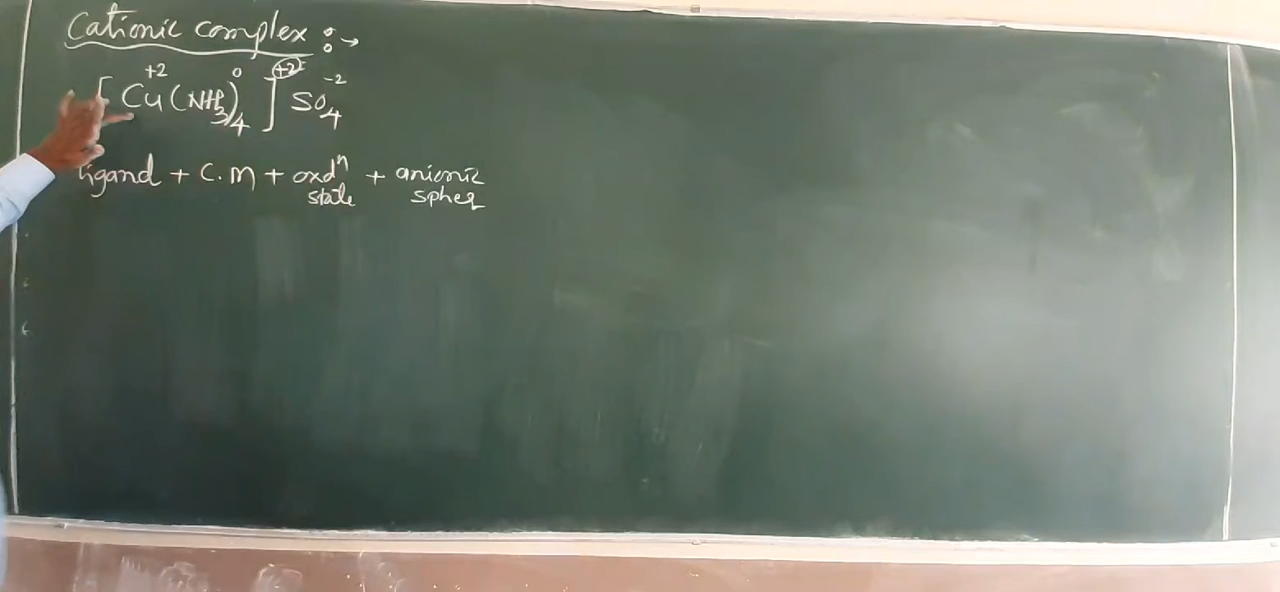 Cationic complex :→
+2 0 +2 -2
[Cu(NH3)4] SO4
ligand + C.M + oxdn + anionic
state spher